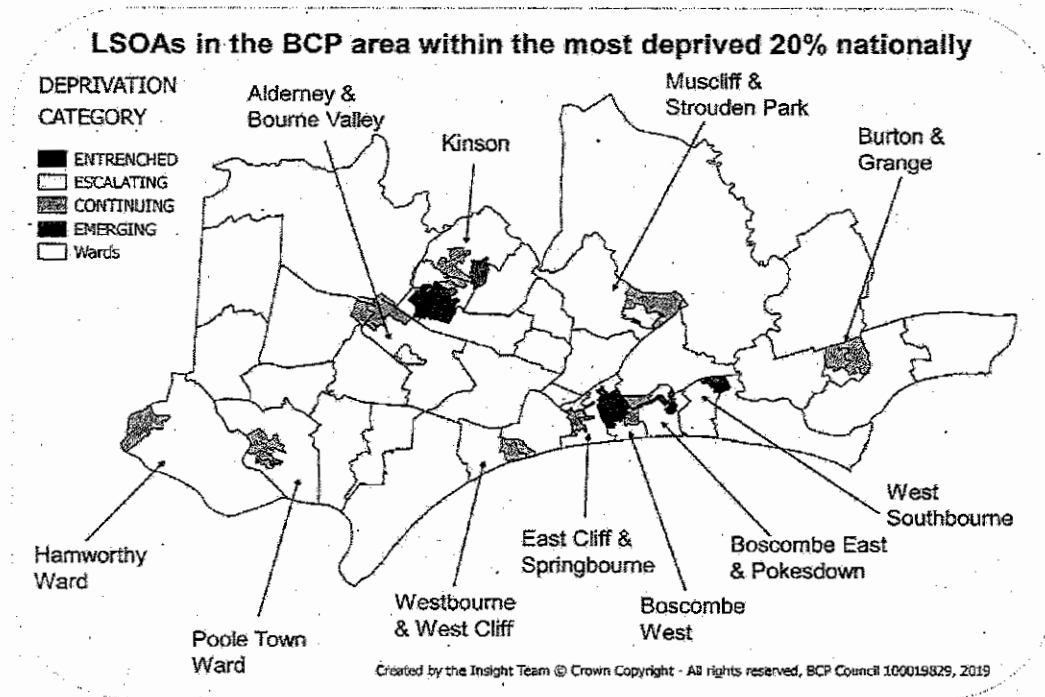 LSOAs in the BCP area within the most deprived 20% nationally
DEPRIVATION
CATEGORY
ENTRENCHED
ESCALATING
CONTINUING
EMERGING
Wards
Alderney &
Bourne Valley
Kinson
Muscliff &
Strouden Park
Burton &
Grange
Hamworthy
Ward
Poole Town
Ward
Westbourne
& West Cliff
East Cliff &
Springbourne
Boscombe
West
Boscombe East
& Pokesdown
West
Southbourne
Created by the Insight Team © Crown Copyright - All rights reserved, BCP Council 100019829, 2019